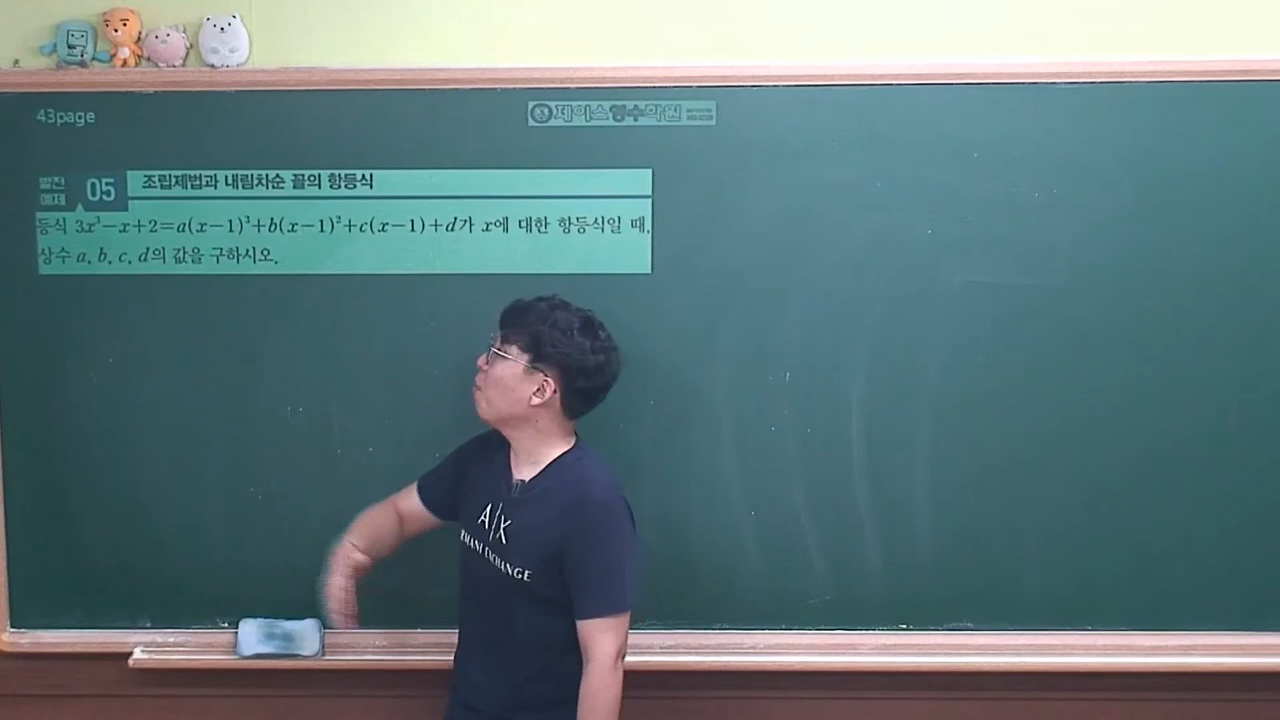 43page
제이스영수학원
발전
예제 05 조립제법과 내림차순 꼴의 항등식
등식 3x³−x+2=a(x−1)³+b(x−1)²+c(x−1)+d가 x에 대한 항등식일 때,
상수 a, b, c, d의 값을 구하시오.
A|X
EXCHANGE